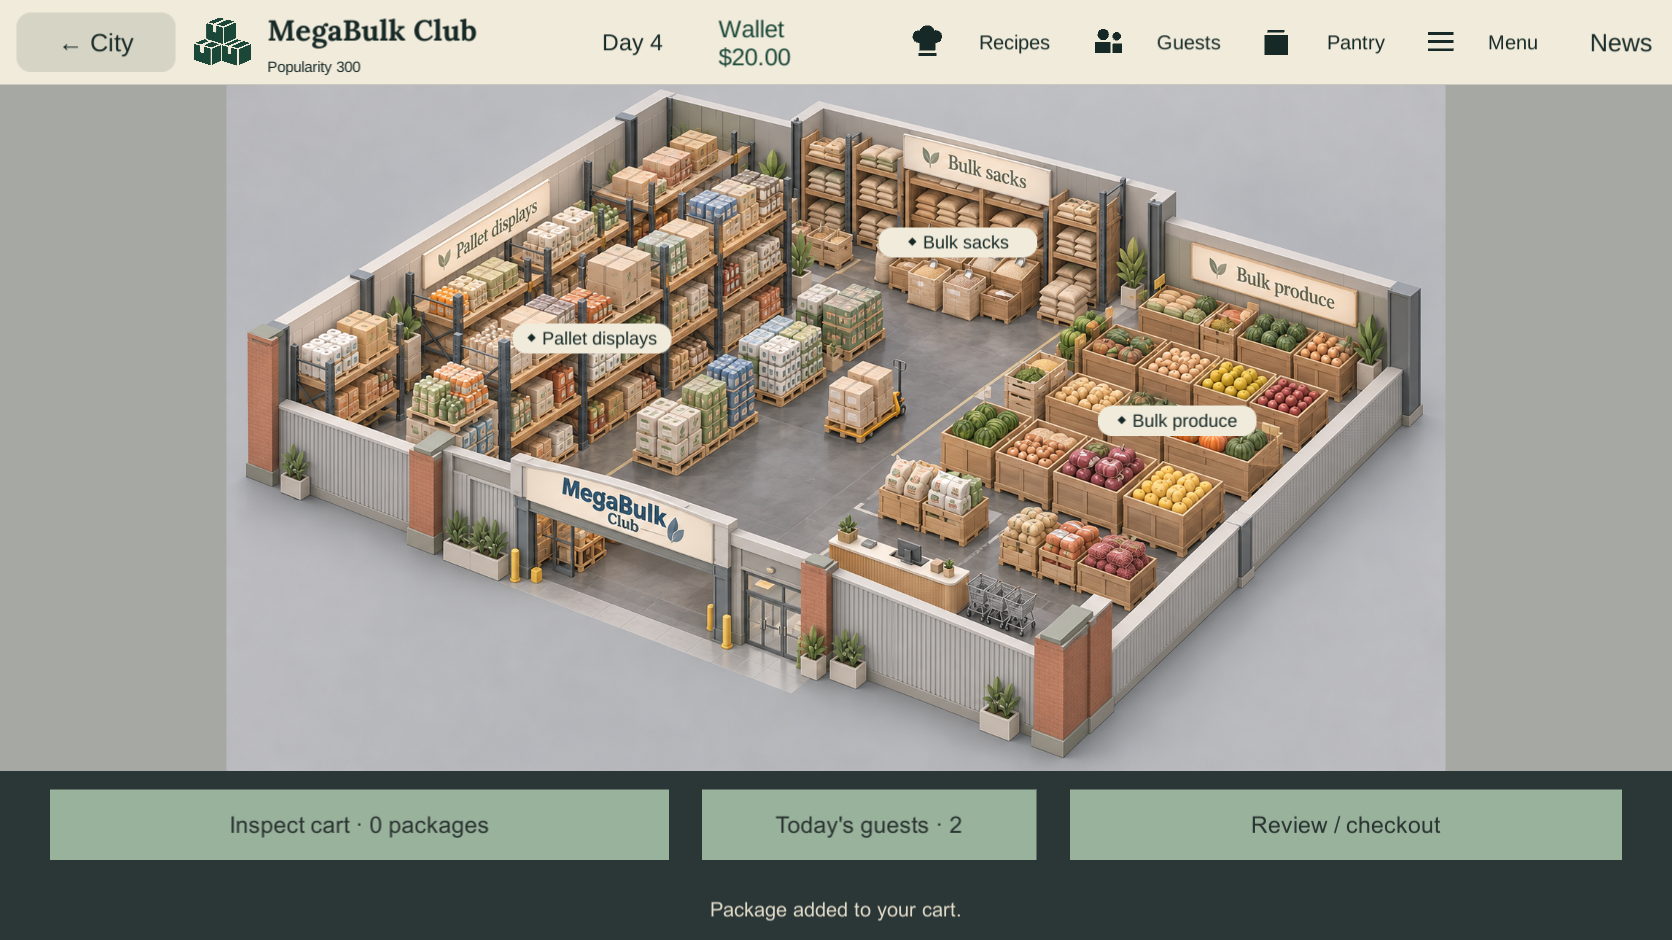 ← City
MegaBulk Club
Popularity 300
Day 4
Wallet
$20.00
Recipes
Guests
Pantry
Menu
News
Bulk sacks
Pallet displays
Bulk produce
Bulk sacks
Pallet displays
Bulk produce
MegaBulk
Club
Inspect cart · 0 packages
Today's guests · 2
Review / checkout
Package added to your cart.